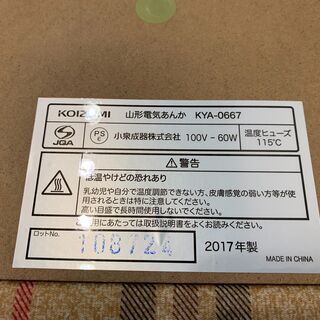 KOIZUMI 山形電気あんか KYA-0667
JQA PSE 小泉成器株式会社 100V - 60W 温度ヒューズ 115℃
⚠警告
低温やけどの恐れあり
乳幼児や自分で温度調節できない方、皮膚感覚の弱い方等が使
用されるときは特に注意してください。
高い目盛で長時間使用しないでください。
ご使用にあたっては取扱説明書をよくお読みください。
ロットNo. 108724 2017年製
MADE IN CHINA